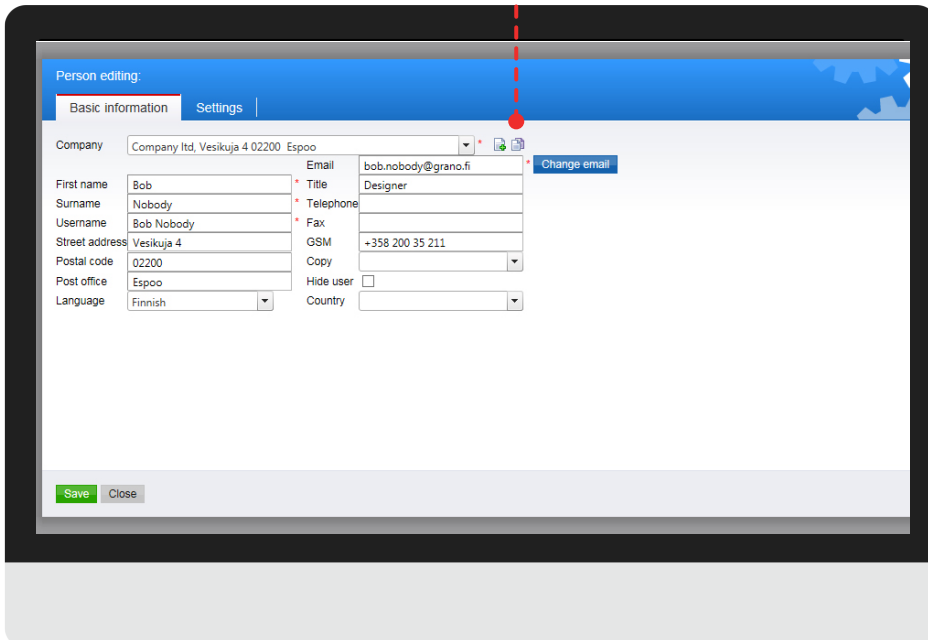 Person editing:
Basic information Settings
Company Company ltd, Vesikuja 4 02200 Espoo *
Email bob.nobody@grano.fi * Change email
First name Bob * Title Designer
Surname Nobody * Telephone
Username Bob Nobody * Fax
Street address Vesikuja 4 GSM +358 200 35 211
Postal code 02200 Copy
Post office Espoo Hide user
Language Finnish Country
Save Close